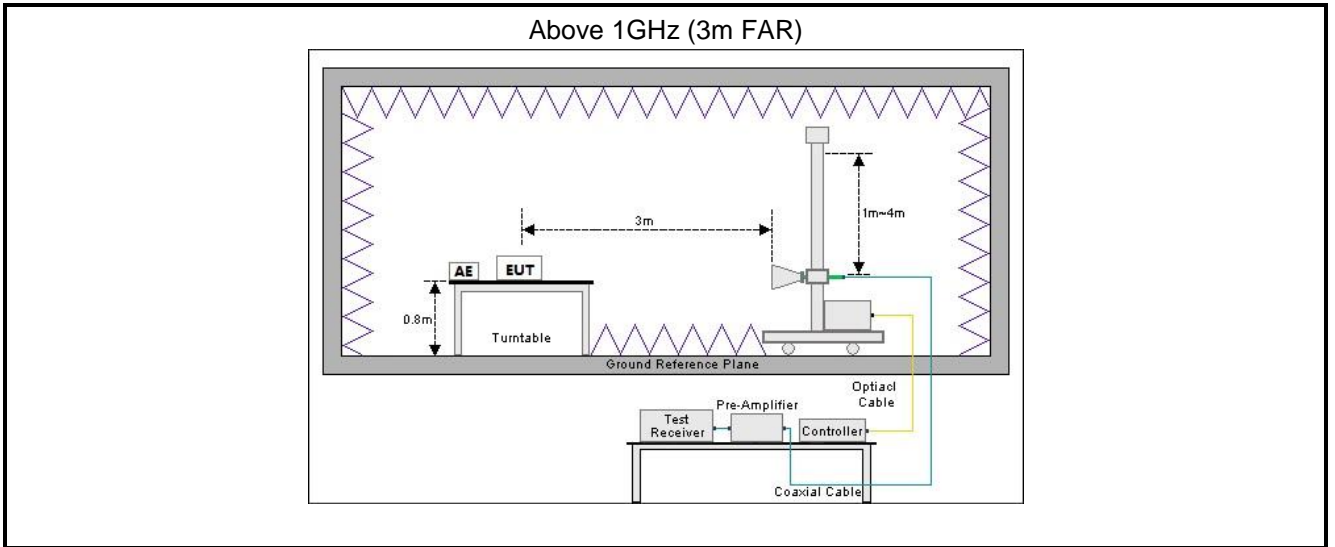 Above 1GHz (3m FAR)
3m
1m~4m
AE
EUT
0.8m
Turntable
Ground Reference Plane
Optiacl
Cable
Pre-Amplifier
Test
Receiver
Controller
Coaxial Cable